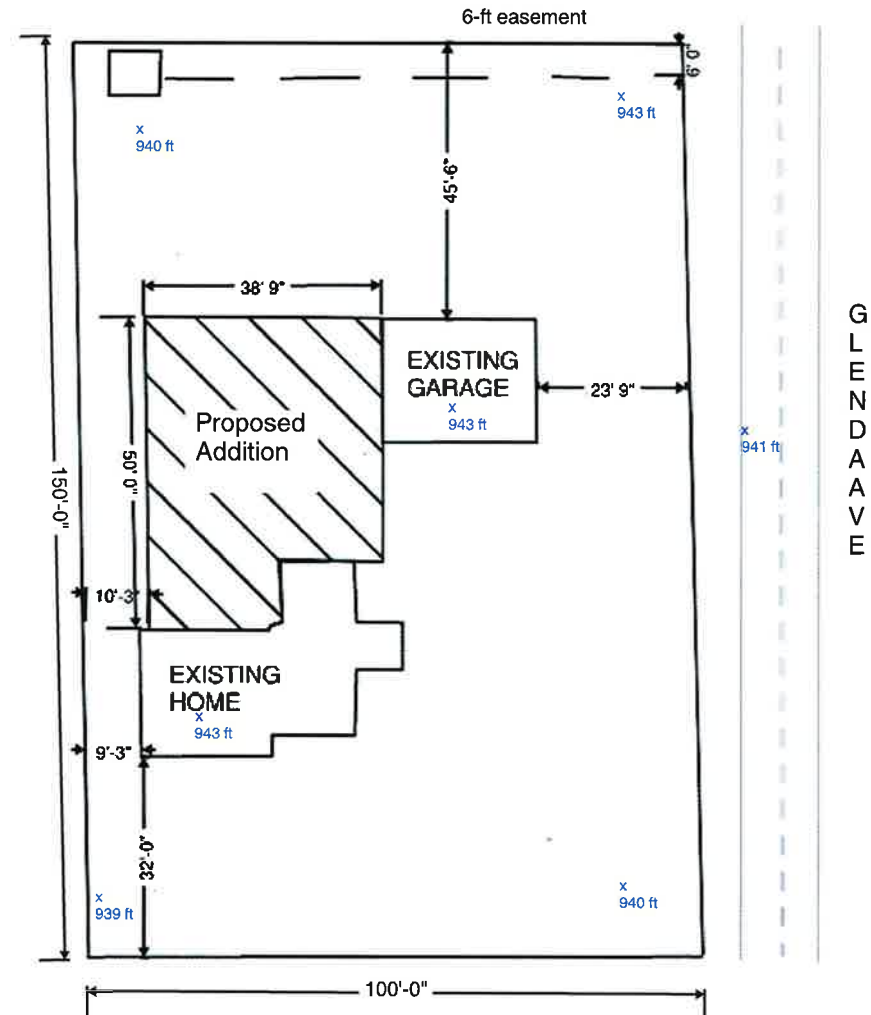 6-ft easement
6' 0"
x
943 ft
x
940 ft
45'-6"
38' 9"
EXISTING
GARAGE
x
943 ft
23' 9"
Proposed
Addition
50' 0"
150'-0"
x
941 ft
G
L
E
N
D
A
A
V
E
10'-3"
EXISTING
HOME
x
943 ft
9'-3"
32'-0"
x
939 ft
x
940 ft
100'-0"